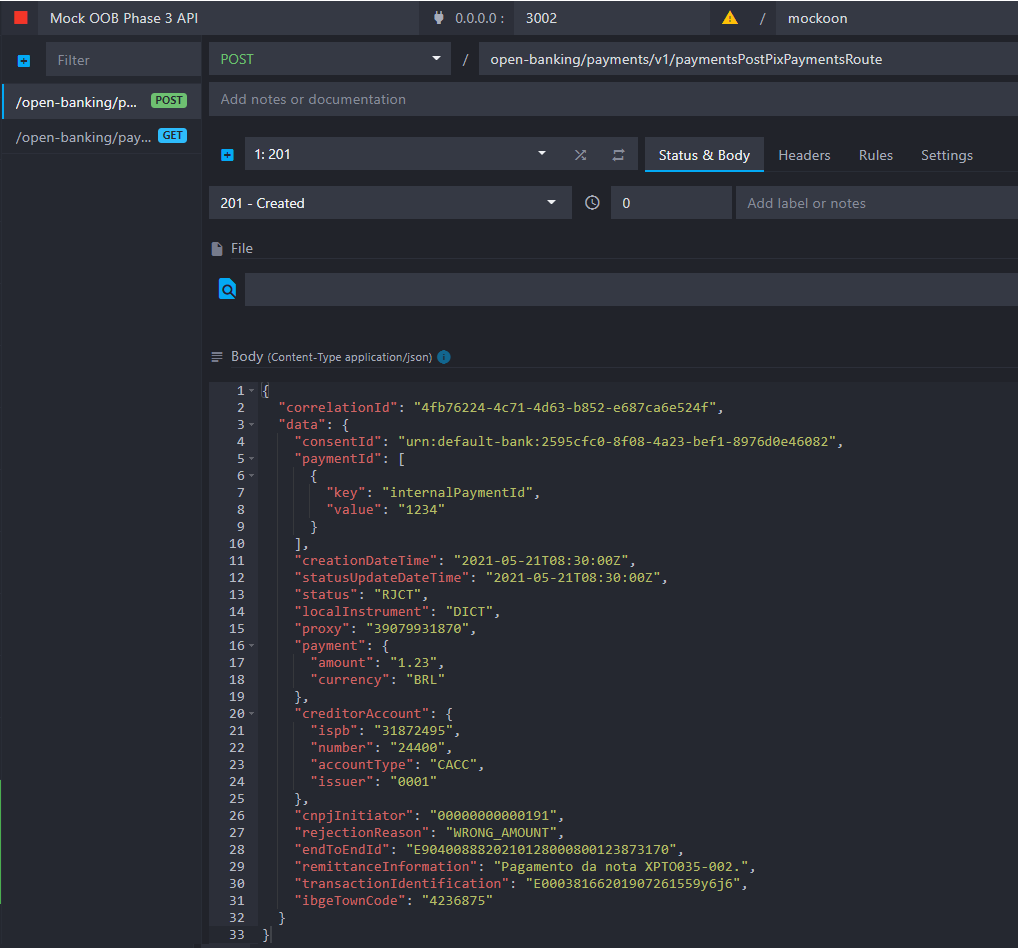 Mock OOB Phase 3 API
0.0.0.0 :
3002
/
mockoon
Filter
POST
/
open-banking/payments/v1/paymentsPostPixPaymentsRoute
/open-banking/p... POST
/open-banking/pay... GET
Add notes or documentation
1: 201
Status & Body
Headers
Rules
Settings
201 - Created
0
Add label or notes
File
Body (Content-Type application/json)
1 {
2 "correlationId": "4fb76224-4c71-4d63-b852-e687ca6e524f",
3 "data": {
4 "consentId": "urn:default-bank:2595cfc0-8f08-4a23-bef1-8976d0e46082",
5 "paymentId": [
6 {
7 "key": "internalPaymentId",
8 "value": "1234"
9 }
10 ],
11 "creationDateTime": "2021-05-21T08:30:00Z",
12 "statusUpdateDateTime": "2021-05-21T08:30:00Z",
13 "status": "RJCT",
14 "localInstrument": "DICT",
15 "proxy": "39079931870",
16 "payment": {
17 "amount": "1.23",
18 "currency": "BRL"
19 },
20 "creditorAccount": {
21 "ispb": "31872495",
22 "number": "24400",
23 "accountType": "CACC",
24 "issuer": "0001"
25 },
26 "cnpjInitiator": "00000000000191",
27 "rejectionReason": "WRONG_AMOUNT",
28 "endToEndId": "E9040088820210128000800123873170",
29 "remittanceInformation": "Pagamento da nota XPTO035-002.",
30 "transactionIdentification": "E00038166201907261559y6j6",
31 "ibgeTownCode": "4236875"
32 }
33 }